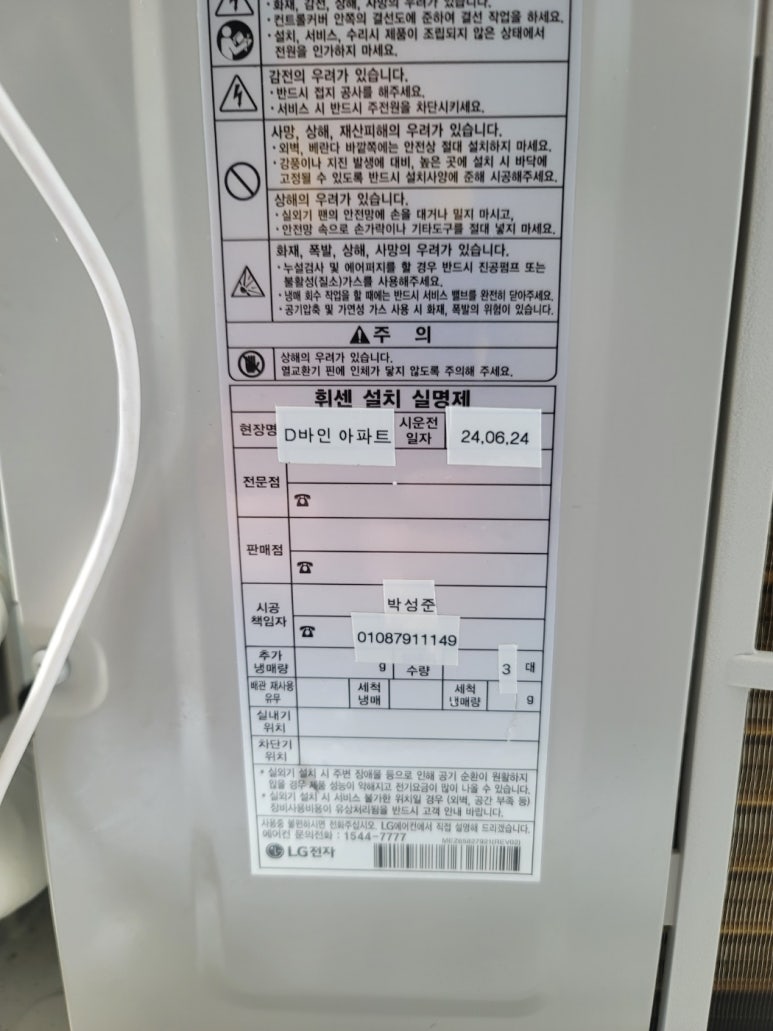 · 화재, 감전, 상해, 사망의 우려가 있습니다.
· 컨트롤커버 안쪽의 결선도에 준하여 결선 작업을 하세요.
· 설치, 서비스, 수리시 제품이 조립되지 않은 상태에서
전원을 인가하지 마세요.
감전의 우려가 있습니다.
· 반드시 접지 공사를 해주세요.
· 서비스 시 반드시 주전원을 차단시키세요.
사망, 상해, 재산피해의 우려가 있습니다.
· 외벽, 베란다 바깥쪽에는 안전상 절대 설치하지 마세요.
· 강풍이나 지진 발생에 대비, 높은 곳에 설치 시 바닥에
고정될 수 있도록 반드시 설치사양에 준해 시공해주세요.
상해의 우려가 있습니다.
· 실외기 팬의 안전망에 손을 대거나 밀지 마시고,
· 안전망 속으로 손가락이나 기타도구를 절대 넣지 마세요.
화재, 폭발, 상해, 사망의 우려가 있습니다.
· 누설검사 및 에어퍼지를 할 경우 반드시 진공펌프 또는
불활성(질소)가스를 사용해주세요.
· 냉매 회수 작업을 할 때에는 반드시 서비스 밸브를 완전히 닫아주세요.
· 공기압축 및 가연성 가스 사용 시 화재, 폭발의 위험이 있습니다.
주 의
상해의 우려가 있습니다.
열교환기 핀에 인체가 닿지 않도록 주의해 주세요.
휘센 설치 실명제
현장명 D바인 아파트 시운전 일자 24.06.24
전문점
☎
판매점
☎
시공 책임자 박성준
☎ 01087911149
추가 냉매량 g 수량 3 대
배관 재사용 유무 세척 냉매 세척 냉매량 g
실내기 위치
차단기 위치
* 실외기 설치 시 주변 장애물 등으로 인해 공기 순환이 원활하지
않을 경우 제품 성능이 약해지고 전기요금이 많이 나올 수 있습니다.
* 실외기 설치 시 서비스 불가한 위치일 경우 (외벽, 공간 부족 등)
장비사용비용이 유상처리됨을 반드시 고객 안내 바랍니다.
사용중 불편하시면 전화주십시오. LG에어컨에서 직접 설명해 드리겠습니다.
에어컨 문의전화 : 1544-7777
MEZ65027921(REV02)
LG전자